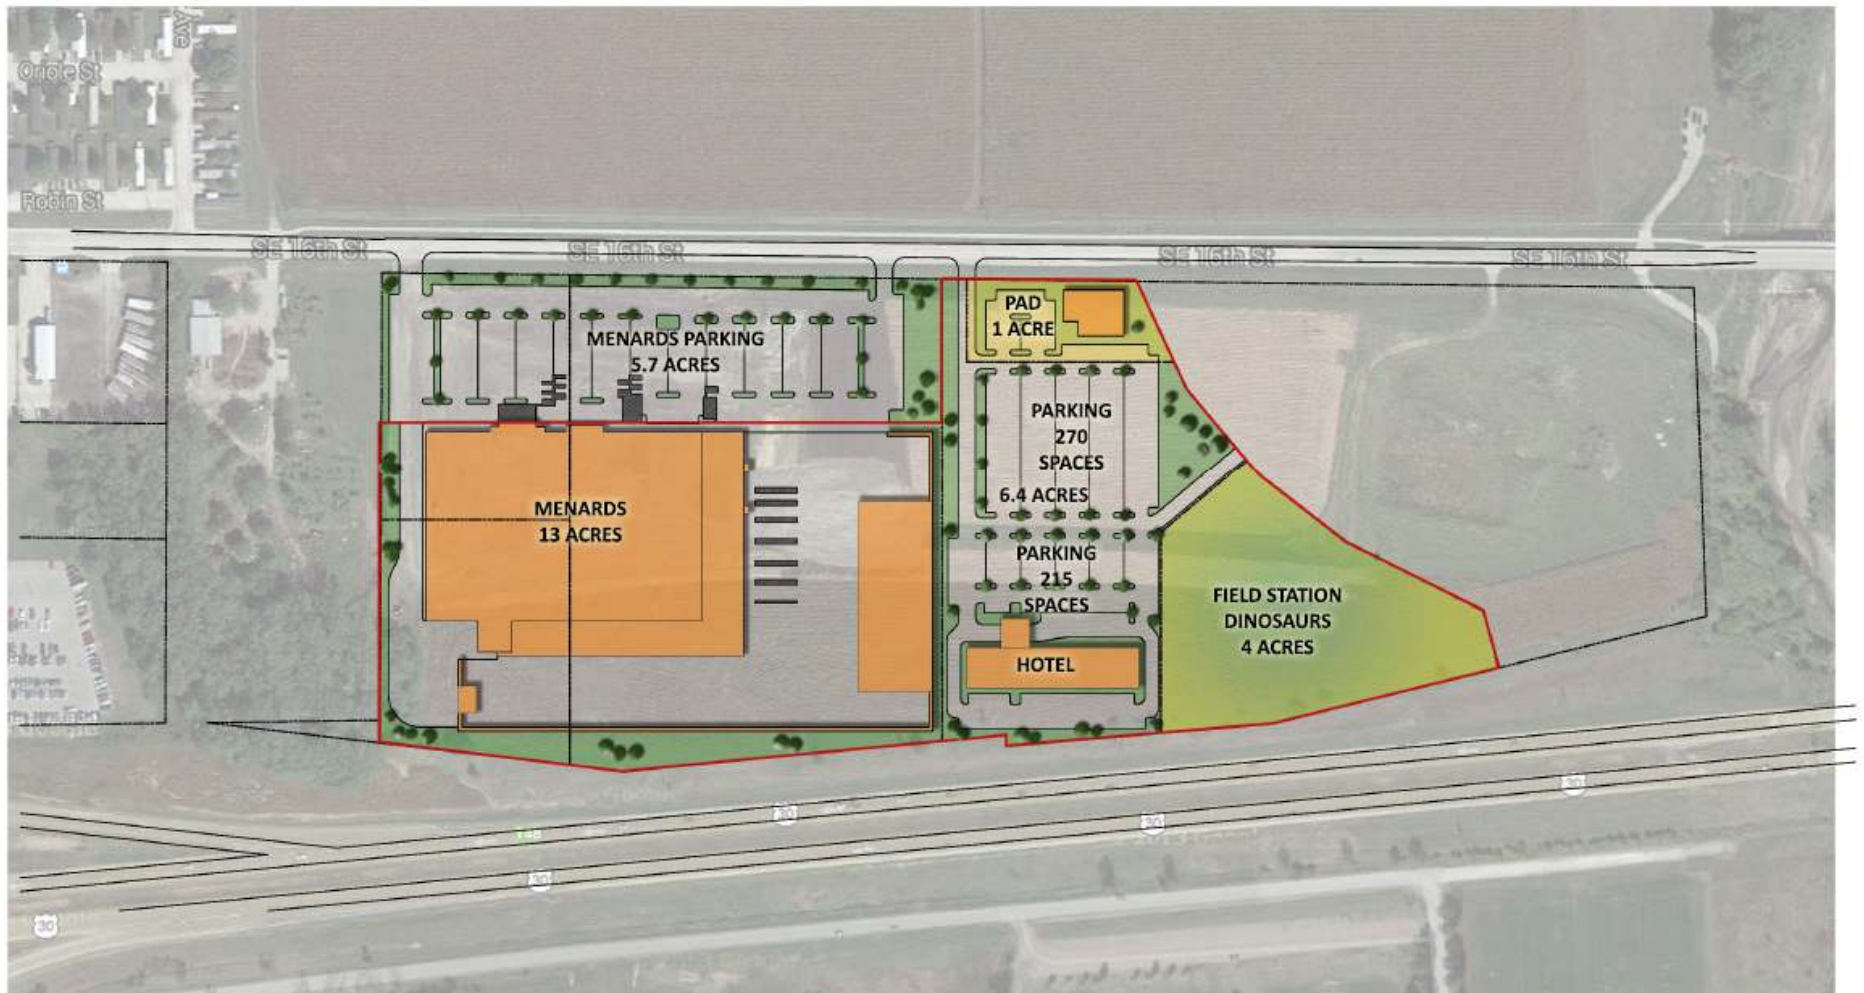 Ave
Oriole St
Robin St
SE 16th St
SE 16th St
SE 16th St
SE 16th St
PAD
1 ACRE
MENARDS PARKING
5.7 ACRES
PARKING
270
SPACES
6.4 ACRES
MENARDS
13 ACRES
PARKING
215
SPACES
FIELD STATION
DINOSAURS
4 ACRES
HOTEL
30
30
30
30
30